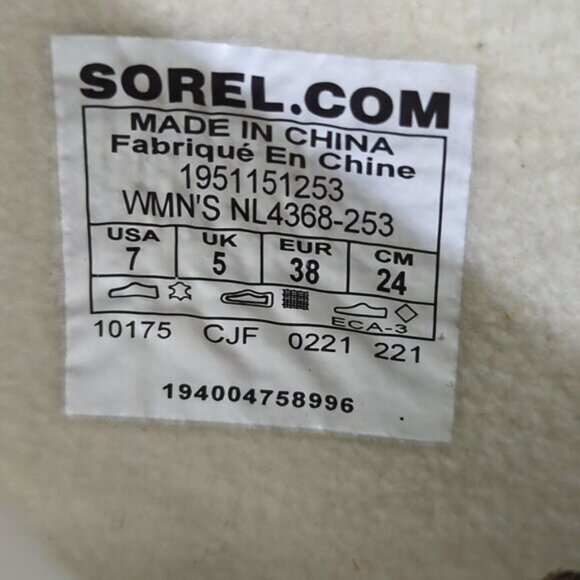 SOREL.COM
MADE IN CHINA
Fabriqué En Chine
1951151253
WMN'S NL4368-253
USA UK EUR CM
7 5 38 24
ECA-3
10175 CJF 0221 221
194004758996